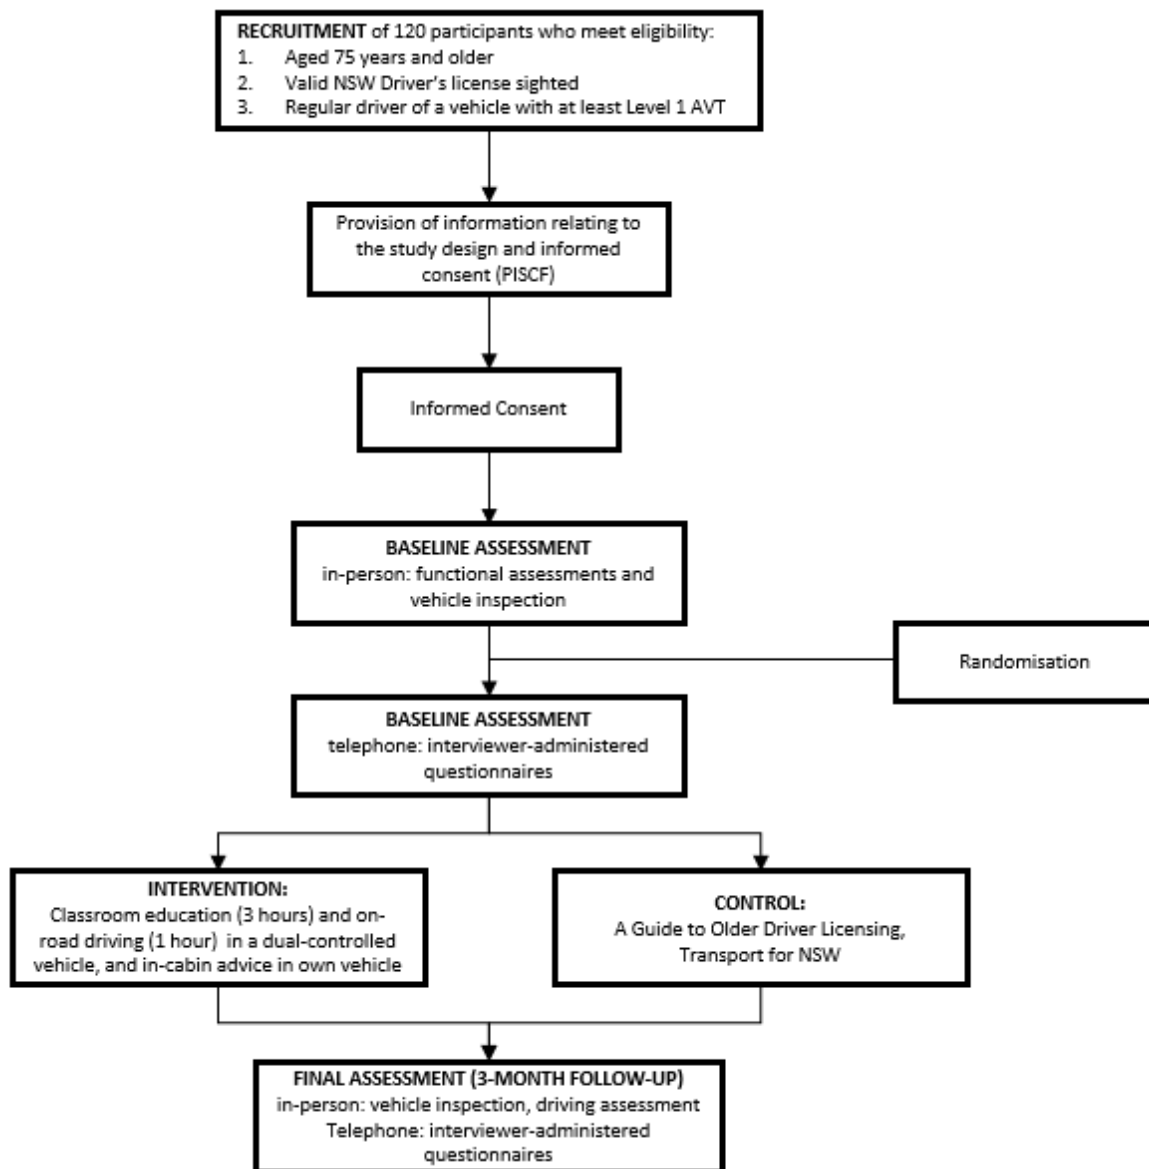 RECRUITMENT of 120 participants who meet eligibility:
1. Aged 75 years and older
2. Valid NSW Driver's license sighted
3. Regular driver of a vehicle with at least Level 1 AVT
Provision of information relating to
the study design and informed
consent (PISCF)
Informed Consent
BASELINE ASSESSMENT
in-person: functional assessments and
vehicle inspection
Randomisation
BASELINE ASSESSMENT
telephone: interviewer-administered
questionnaires
INTERVENTION:
Classroom education (3 hours) and on-
road driving (1 hour) in a dual-controlled
vehicle, and in-cabin advice in own vehicle
CONTROL:
A Guide to Older Driver Licensing,
Transport for NSW
FINAL ASSESSMENT (3-MONTH FOLLOW-UP)
in-person: vehicle inspection, driving assessment
Telephone: interviewer-administered
questionnaires